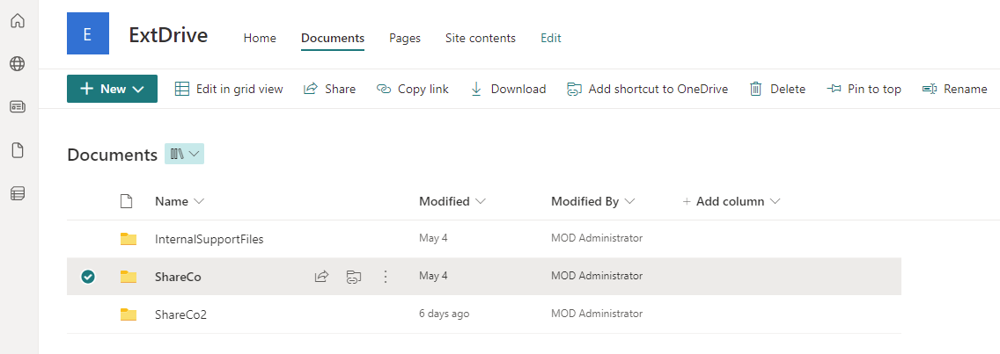 E ExtDrive Home Documents Pages Site contents Edit
+ New Edit in grid view Share Copy link Download Add shortcut to OneDrive Delete Pin to top Rename
Documents
Name Modified Modified By + Add column
InternalSupportFiles May 4 MOD Administrator
ShareCo May 4 MOD Administrator
ShareCo2 6 days ago MOD Administrator